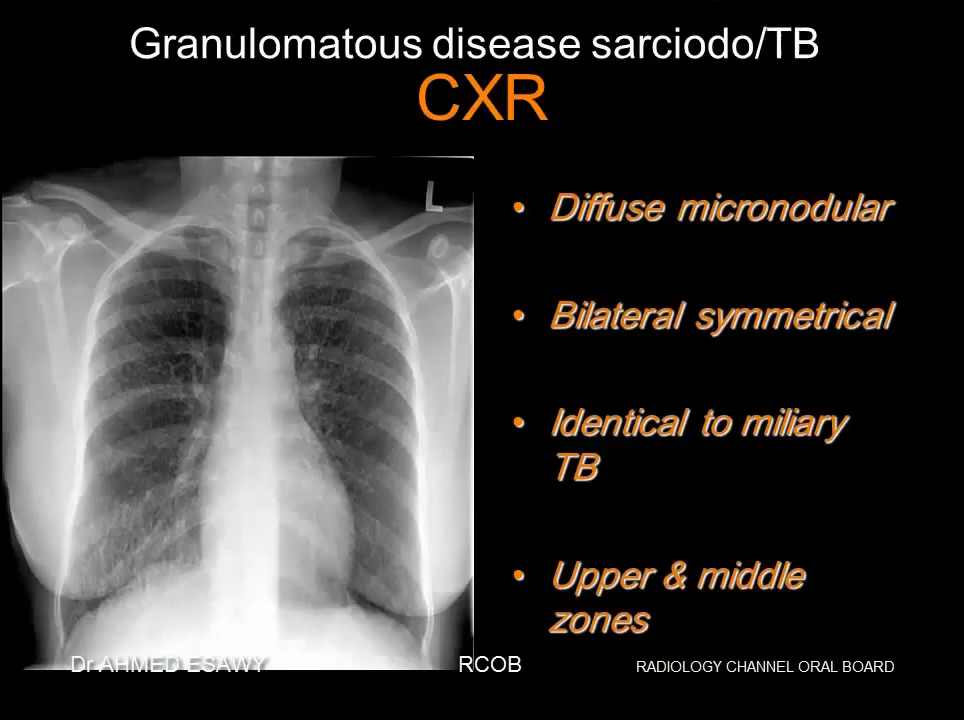 Granulomatous disease sarciodo/TB
CXR
L
• Diffuse micronodular
• Bilateral symmetrical
• Identical to miliary
TB
• Upper & middle
zones
Dr AHMED ESAWY
RCOB
RADIOLOGY CHANNEL ORAL BOARD